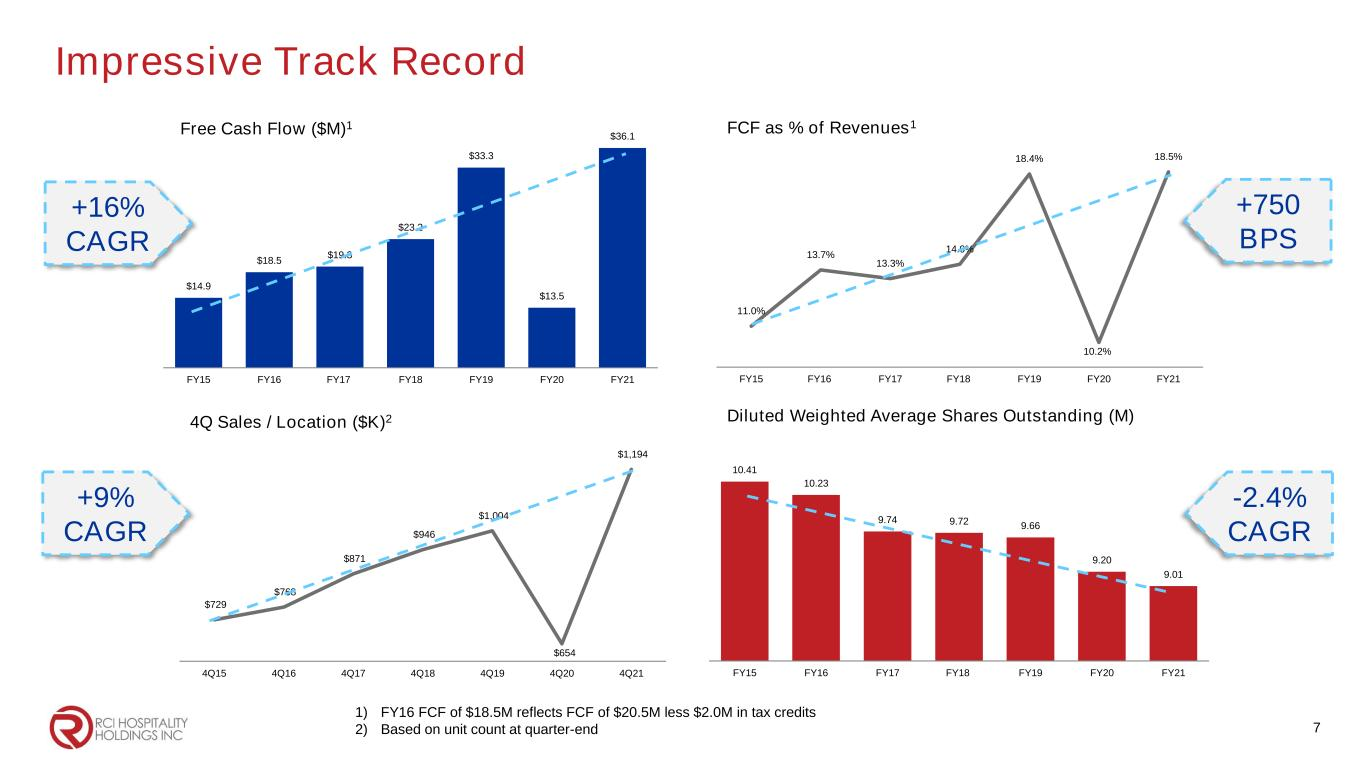 Impressive Track Record
Free Cash Flow ($M)1
+16%
CAGR
$14.9
$18.5
$19.3
$23.2
$33.3
$13.5
$36.1
FY15 FY16 FY17 FY18 FY19 FY20 FY21
FCF as % of Revenues1
11.0%
13.7%
13.3%
14.0%
18.4%
10.2%
18.5%
FY15 FY16 FY17 FY18 FY19 FY20 FY21
+750
BPS
4Q Sales / Location ($K)2
+9%
CAGR
$729
$871
$946
$1,004
$654
$1,194
4Q15 4Q16 4Q17 4Q18 4Q19 4Q20 4Q21
Diluted Weighted Average Shares Outstanding (M)
10.41
10.23
9.74
9.72
9.66
9.20
9.01
FY15 FY16 FY17 FY18 FY19 FY20 FY21
-2.4%
CAGR
RCI HOSPITALITY
HOLDINGS INC
1) FY16 FCF of $18.5M reflects FCF of $20.5M less $2.0M in tax credits
2) Based on unit count at quarter-end
7